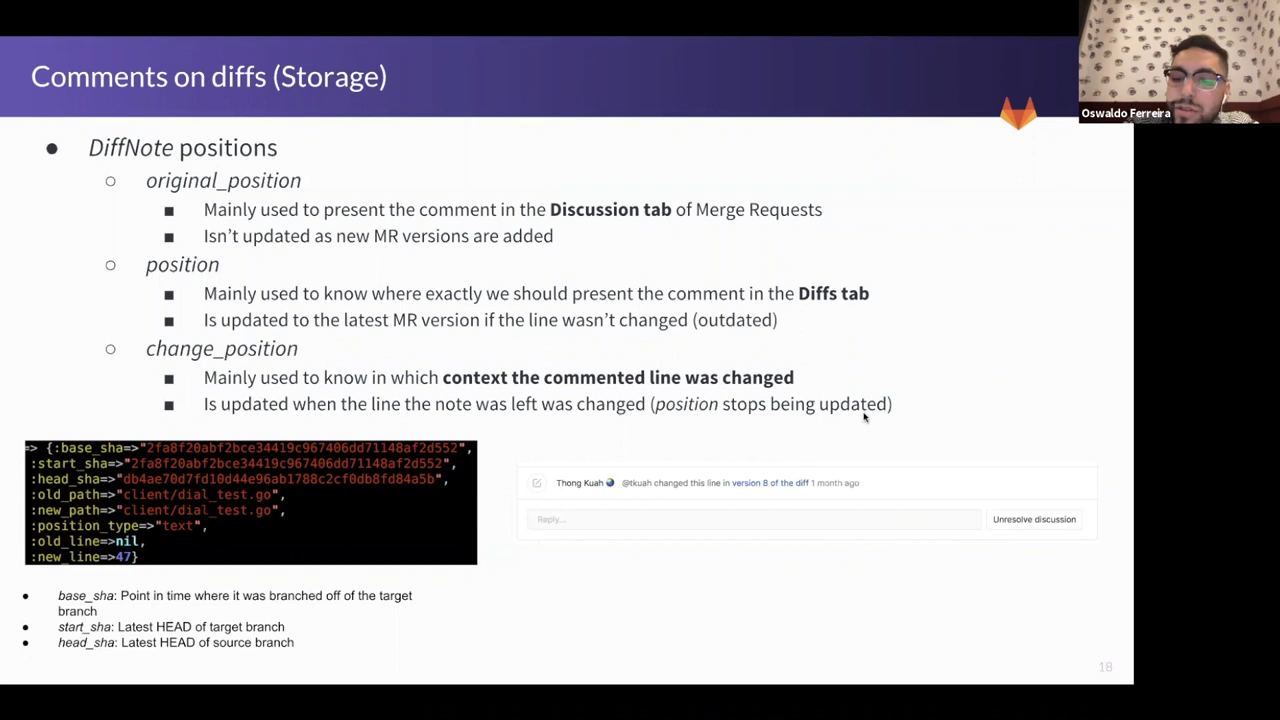 Comments on diffs (Storage)
Oswaldo Ferreira
● DiffNote positions
○ original_position
■ Mainly used to present the comment in the Discussion tab of Merge Requests
■ Isn’t updated as new MR versions are added
○ position
■ Mainly used to know where exactly we should present the comment in the Diffs tab
■ Is updated to the latest MR version if the line wasn’t changed (outdated)
○ change_position
■ Mainly used to know in which context the commented line was changed
■ Is updated when the line the note was left was changed (position stops being updated)
=> {:base_sha=>"2fa8f20abf2bce34419c967406dd71148af2d552",
:start_sha=>"2fa8f20abf2bce34419c967406dd71148af2d552",
:head_sha=>"db4ae70d7fd10d44e96ab1788c2cf0db8fd84a5b",
:old_path=>"client/dial_test.go",
:new_path=>"client/dial_test.go",
:position_type=>"text",
:old_line=>nil,
:new_line=>47}
Thong Kuah @tkuah changed this line in version 8 of the diff 1 month ago
Reply...
Unresolve discussion
● base_sha: Point in time where it was branched off of the target
branch
● start_sha: Latest HEAD of target branch
● head_sha: Latest HEAD of source branch
18